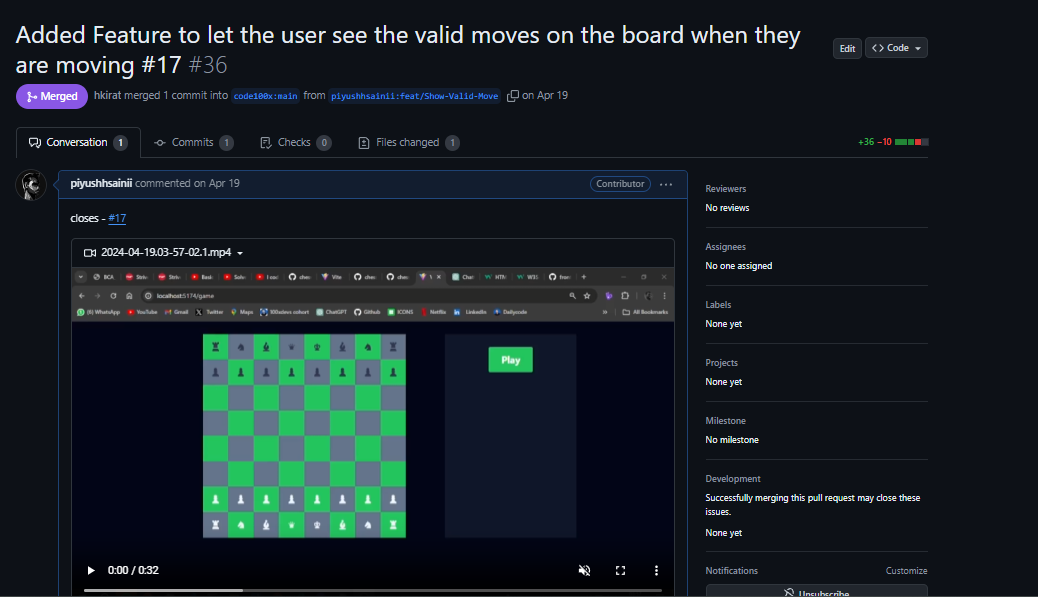 Added Feature to let the user see the valid moves on the board when they
are moving #17 #36
Edit
Code
Merged
hkirat merged 1 commit into code100x:main from piyushhsainii:feat/Show-Valid-Move on Apr 19
Conversation 1
Commits 1
Checks 0
Files changed 1
+36 −10
piyushhsainii commented on Apr 19
Contributor
closes - #17
2024-04-19.03-57-02.1.mp4
BCA
localhost:5174/game
(6) WhatsApp YouTube Gmail Twitter Maps 100xdevs cohort ChatGPT Github ICONS Netflix LinkedIn Dailycode
All Bookmarks
Play
0:00 / 0:32
Reviewers
No reviews
Assignees
No one assigned
Labels
None yet
Projects
None yet
Milestone
No milestone
Development
Successfully merging this pull request may close these
issues.
None yet
Notifications
Customize
Unsubscribe